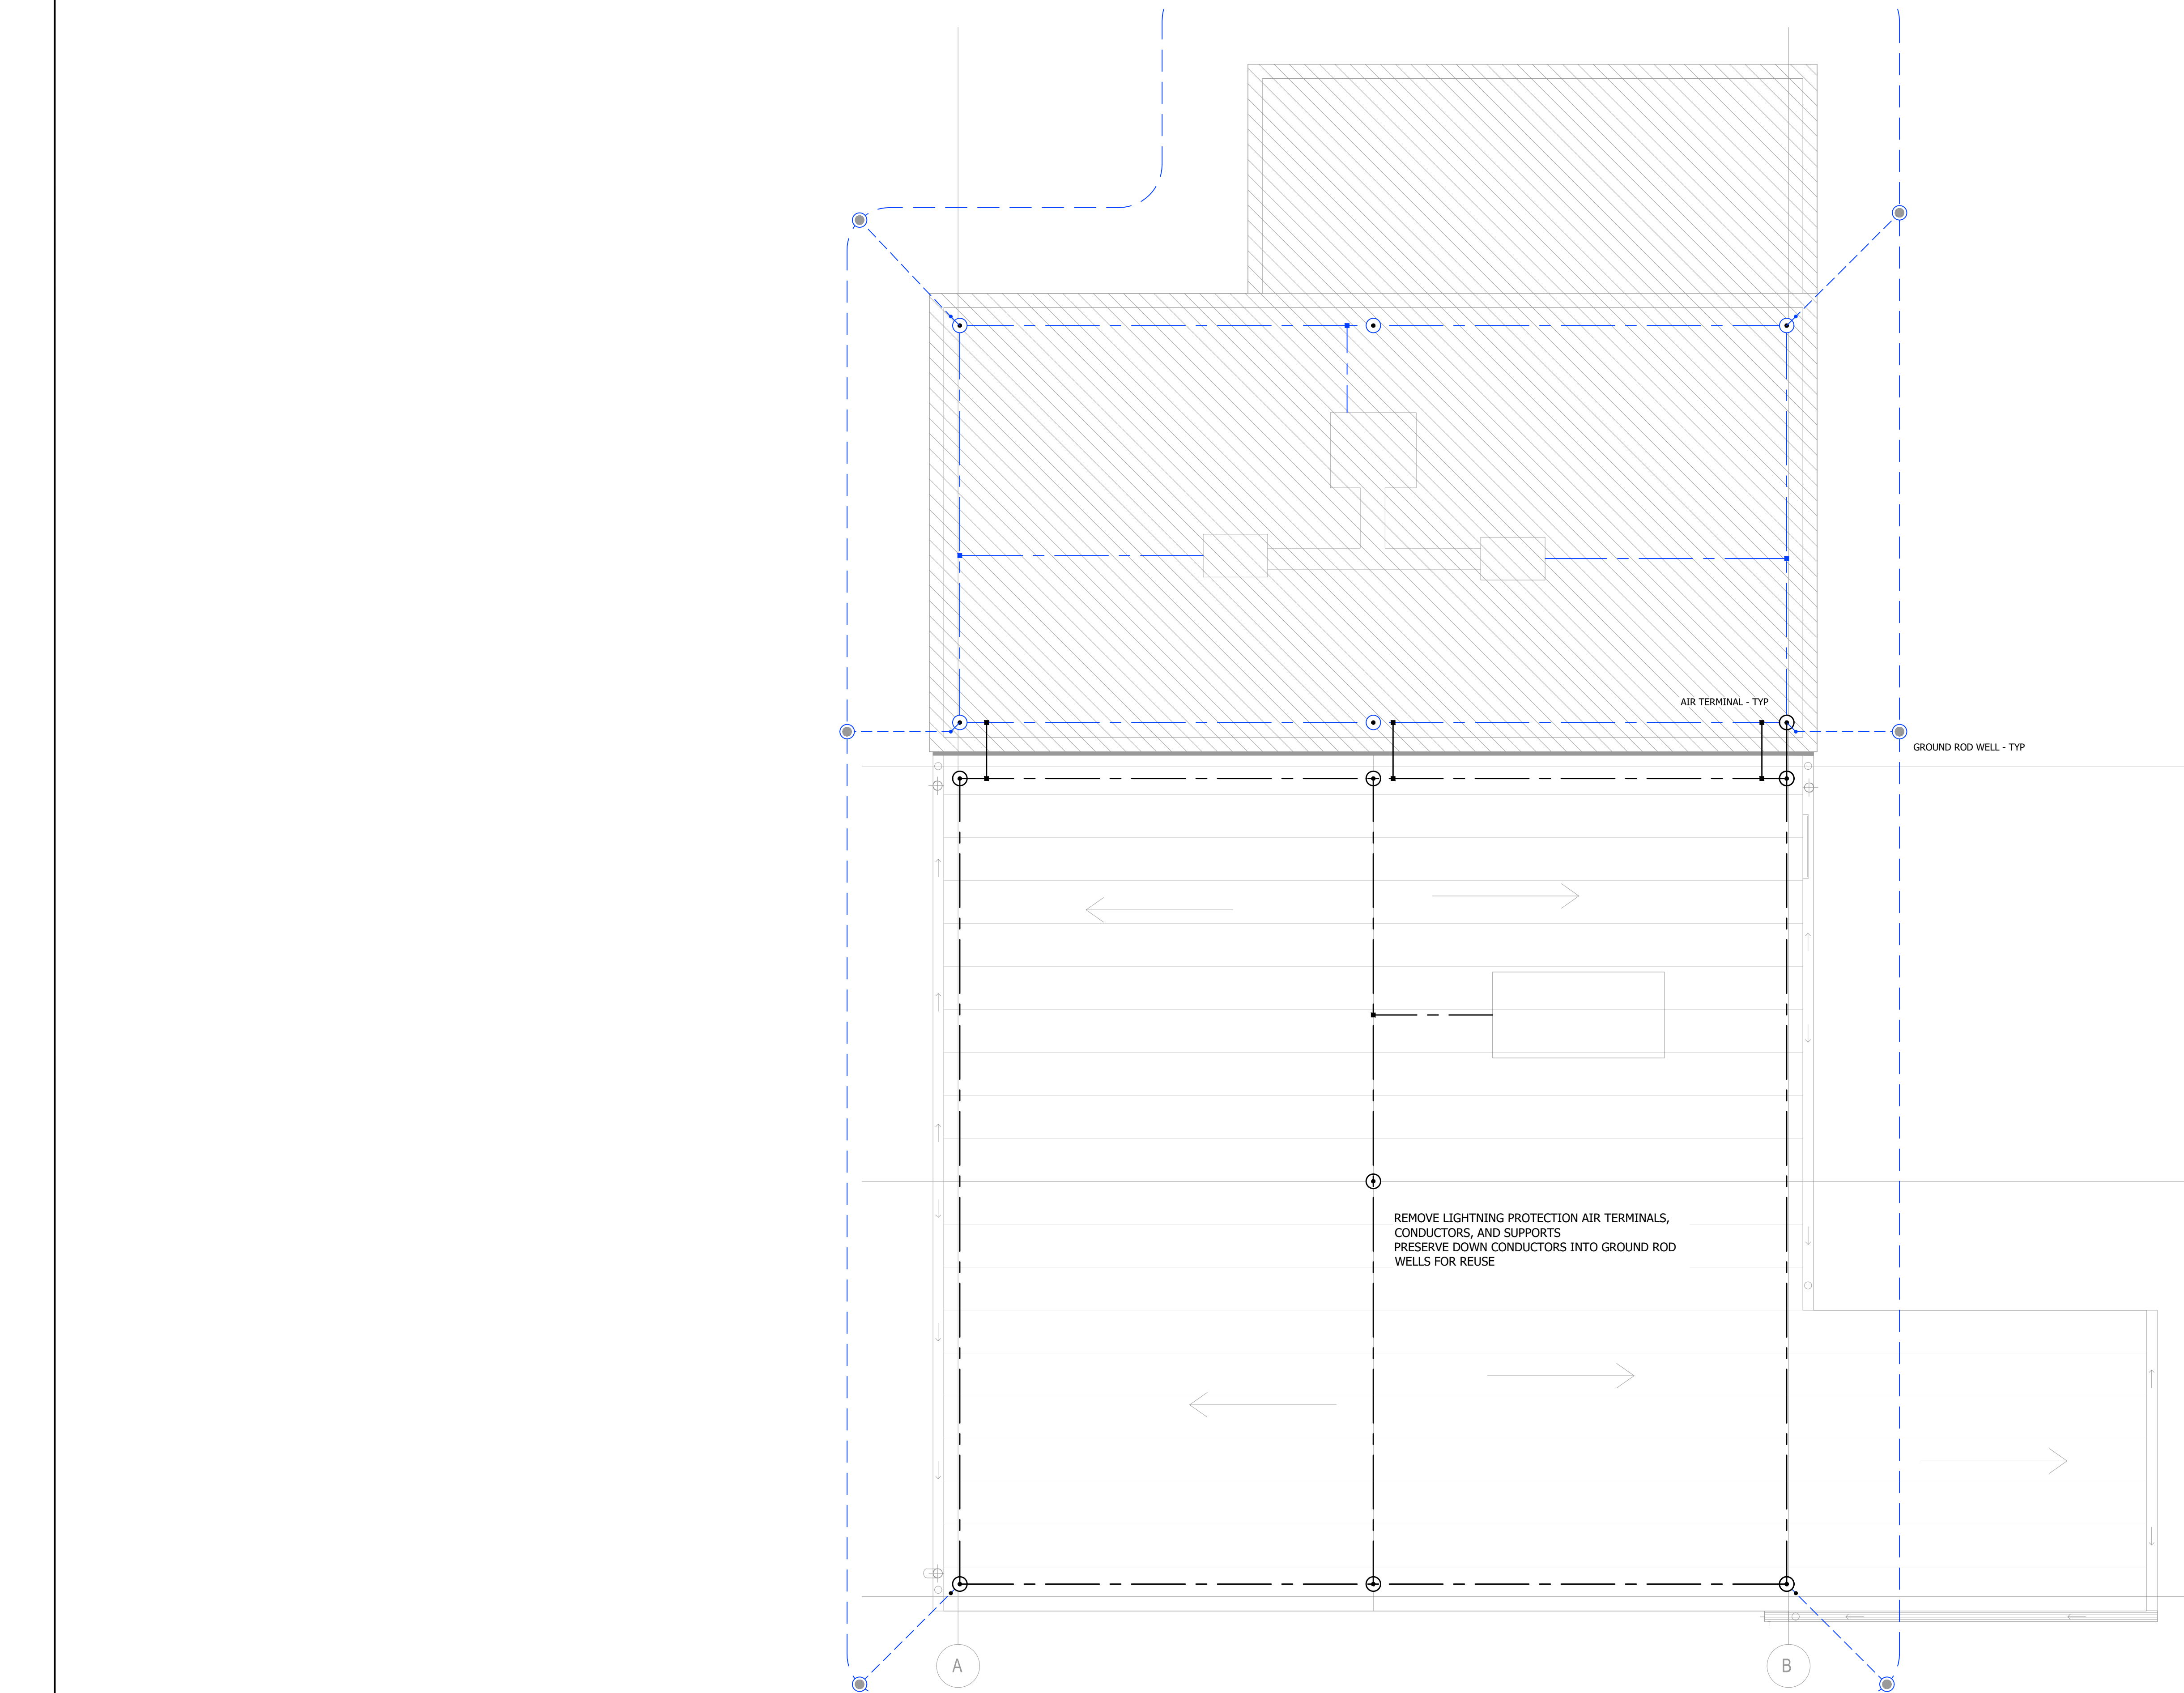 AIR TERMINAL - TYP
GROUND ROD WELL - TYP
REMOVE LIGHTNING PROTECTION AIR TERMINALS,
CONDUCTORS, AND SUPPORTS
PRESERVE DOWN CONDUCTORS INTO GROUND ROD
WELLS FOR REUSE
A
B